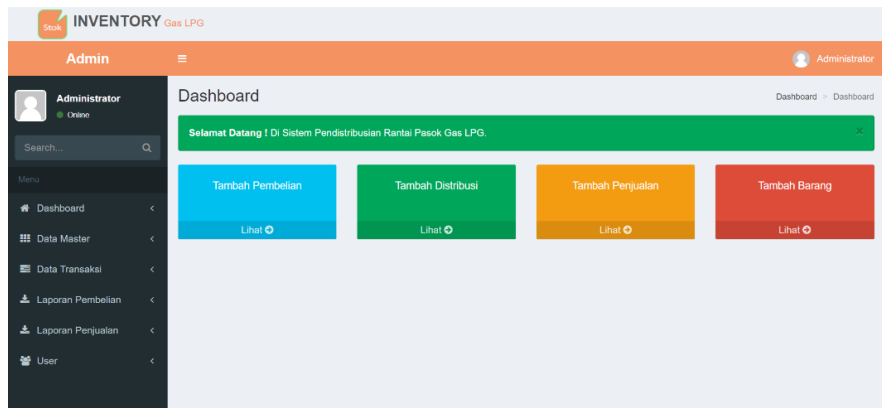 Stok INVENTORY Gas LPG
Admin
Administrator
Administrator
Online
Search...
Menu
Dashboard
Data Master
Data Transaksi
Laporan Pembelian
Laporan Penjualan
User
Dashboard
Dashboard > Dashboard
Selamat Datang ! Di Sistem Pendistribusian Rantai Pasok Gas LPG.
×
Tambah Pembelian
Lihat
Tambah Distribusi
Lihat
Tambah Penjualan
Lihat
Tambah Barang
Lihat